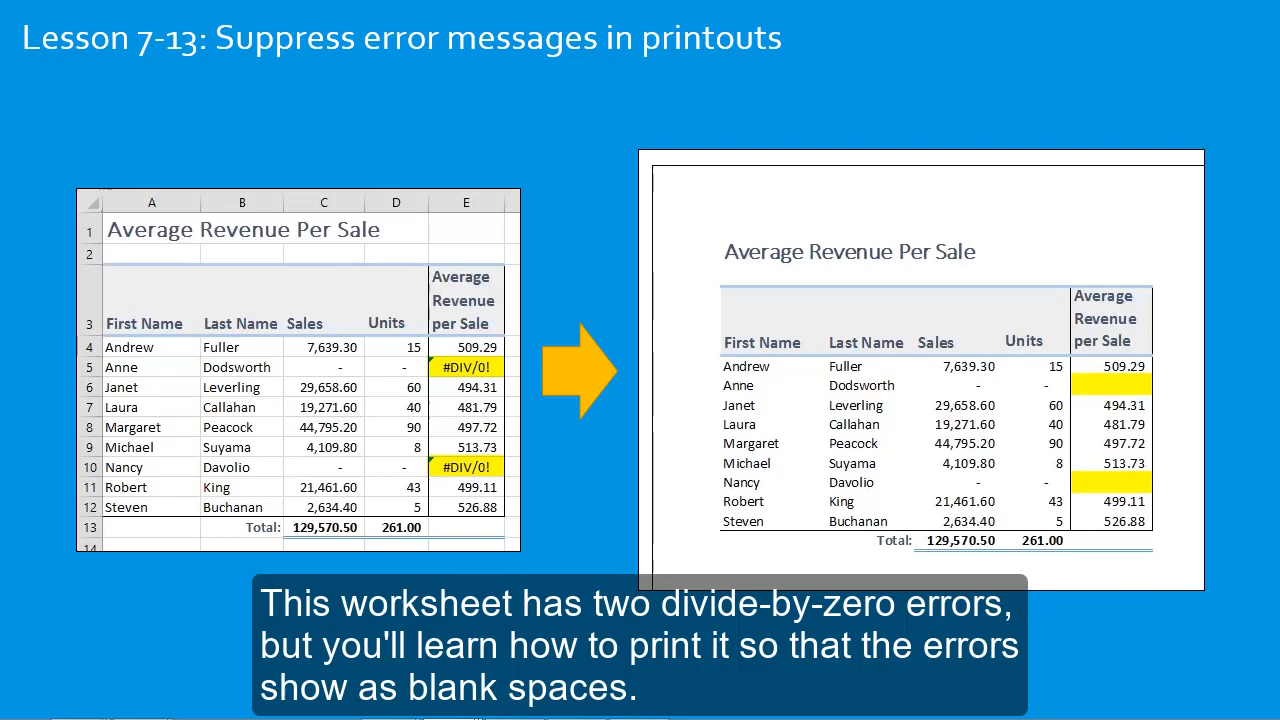 Lesson 7-13: Suppress error messages in printouts
A B C D E
1 Average Revenue Per Sale
2
3 First Name Last Name Sales Units Average Revenue per Sale
4 Andrew Fuller 7,639.30 15 509.29
5 Anne Dodsworth - - #DIV/0!
6 Janet Leverling 29,658.60 60 494.31
7 Laura Callahan 19,271.60 40 481.79
8 Margaret Peacock 44,795.20 90 497.72
9 Michael Suyama 4,109.80 8 513.73
10 Nancy Davolio - - #DIV/0!
11 Robert King 21,461.60 43 499.11
12 Steven Buchanan 2,634.40 5 526.88
13 Total: 129,570.50 261.00
14
Average Revenue Per Sale
First Name Last Name Sales Units Average Revenue per Sale
Andrew Fuller 7,639.30 15 509.29
Anne Dodsworth - -
Janet Leverling 29,658.60 60 494.31
Laura Callahan 19,271.60 40 481.79
Margaret Peacock 44,795.20 90 497.72
Michael Suyama 4,109.80 8 513.73
Nancy Davolio - -
Robert King 21,461.60 43 499.11
Steven Buchanan 2,634.40 5 526.88
Total: 129,570.50 261.00
This worksheet has two divide-by-zero errors,
but you'll learn how to print it so that the errors
show as blank spaces.